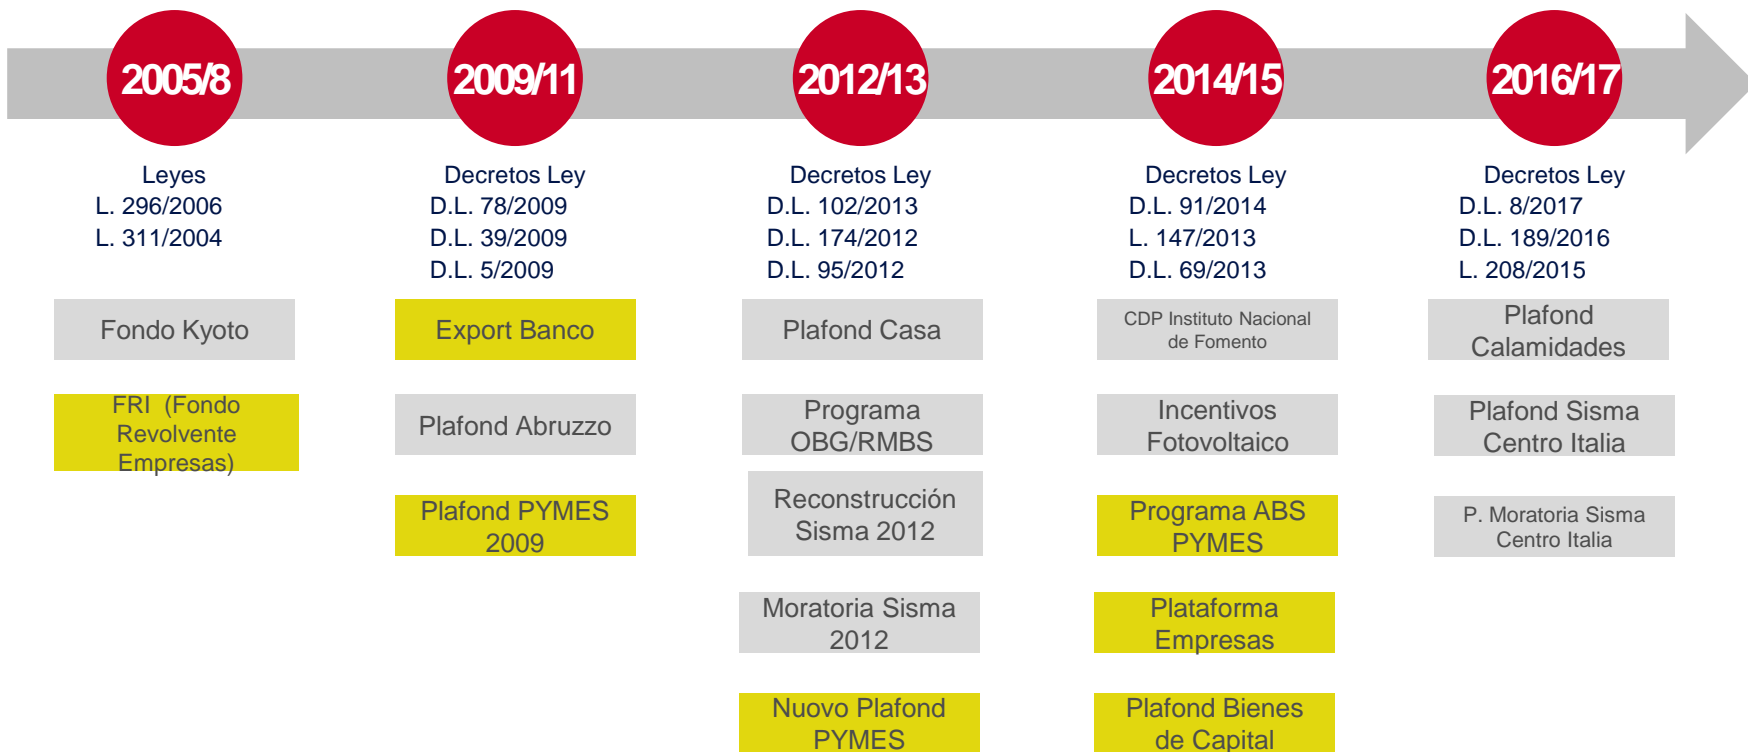 2005/8
2009/11
2012/13
2014/15
2016/17
Leyes
L. 296/2006
L. 311/2004
Decretos Ley
D.L. 78/2009
D.L. 39/2009
D.L. 5/2009
Decretos Ley
D.L. 102/2013
D.L. 174/2012
D.L. 95/2012
Decretos Ley
D.L. 91/2014
L. 147/2013
D.L. 69/2013
Decretos Ley
D.L. 8/2017
D.L. 189/2016
L. 208/2015
Fondo Kyoto
FRI (Fondo
Revolvente
Empresas)
Export Banco
Plafond Abruzzo
Plafond PYMES
2009
Plafond Casa
Programa
OBG/RMBS
Reconstrucción
Sisma 2012
Moratoria Sisma
2012
Nuovo Plafond
PYMES
CDP Instituto Nacional
de Fomento
Incentivos
Fotovoltaico
Programa ABS
PYMES
Plataforma
Empresas
Plafond Bienes
de Capital
Plafond
Calamidades
Plafond Sisma
Centro Italia
P. Moratoria Sisma
Centro Italia